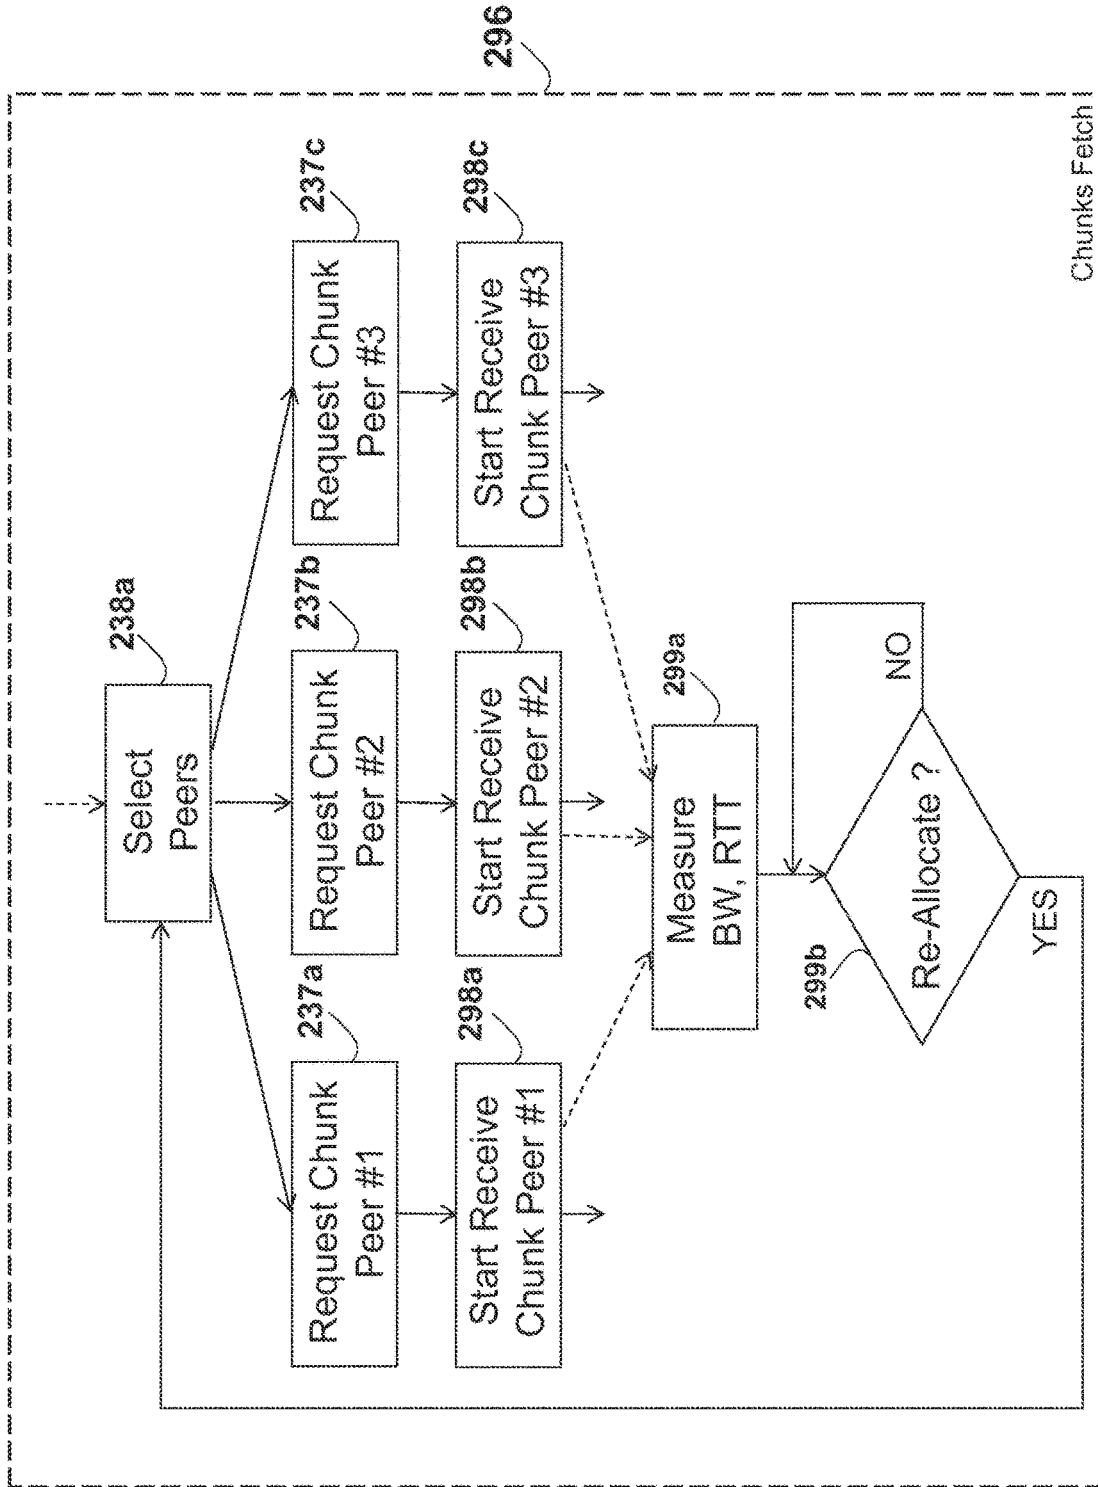 296
238a
Select
Peers
237a
237b
237c
Request Chunk
Peer #1
Request Chunk
Peer #2
Request Chunk
Peer #3
298a
298b
298c
Start Receive
Chunk Peer #1
Start Receive
Chunk Peer #2
Start Receive
Chunk Peer #3
299a
Measure
BW, RTT
299b
Re-Allocate ?
NO
YES
Chunks Fetch